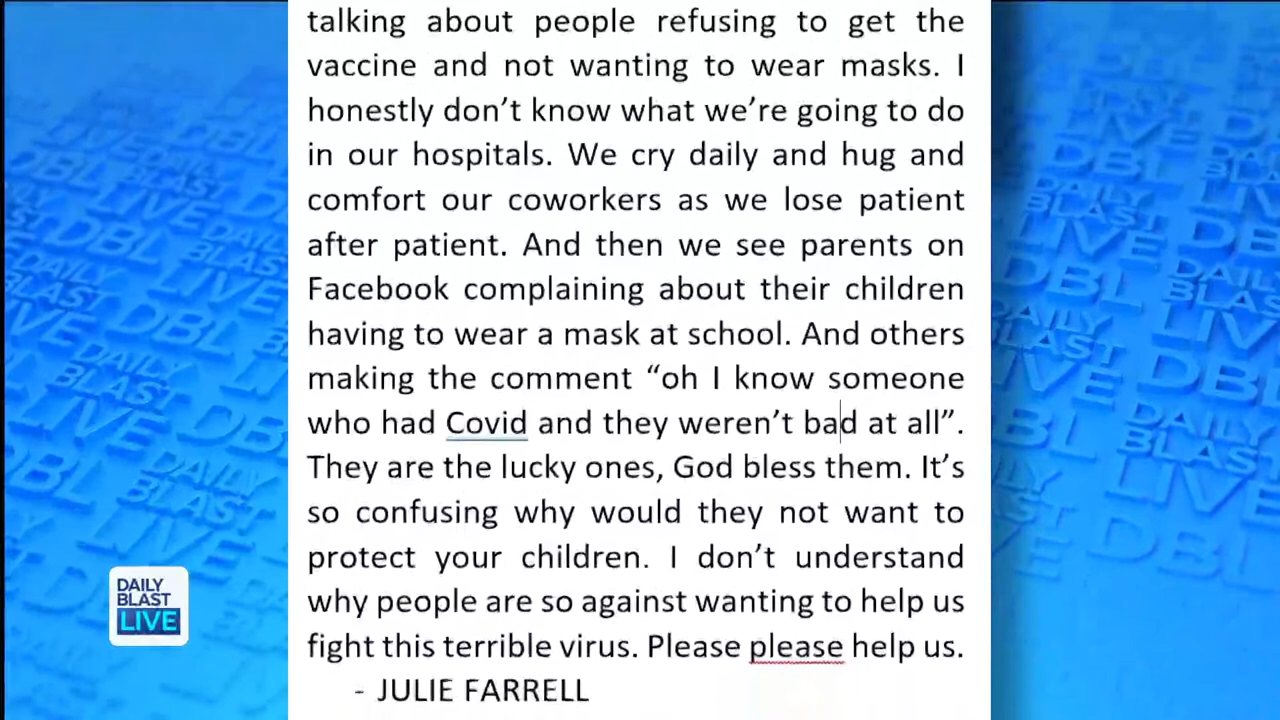 talking about people refusing to get the
vaccine and not wanting to wear masks. I
honestly don’t know what we’re going to do
in our hospitals. We cry daily and hug and
comfort our coworkers as we lose patient
after patient. And then we see parents on
Facebook complaining about their children
having to wear a mask at school. And others
making the comment “oh I know someone
who had Covid and they weren’t bad at all”.
They are the lucky ones, God bless them. It’s
so confusing why would they not want to
protect your children. I don’t understand
why people are so against wanting to help us
fight this terrible virus. Please please help us.
- JULIE FARRELL
DAILY
BLAST
LIVE